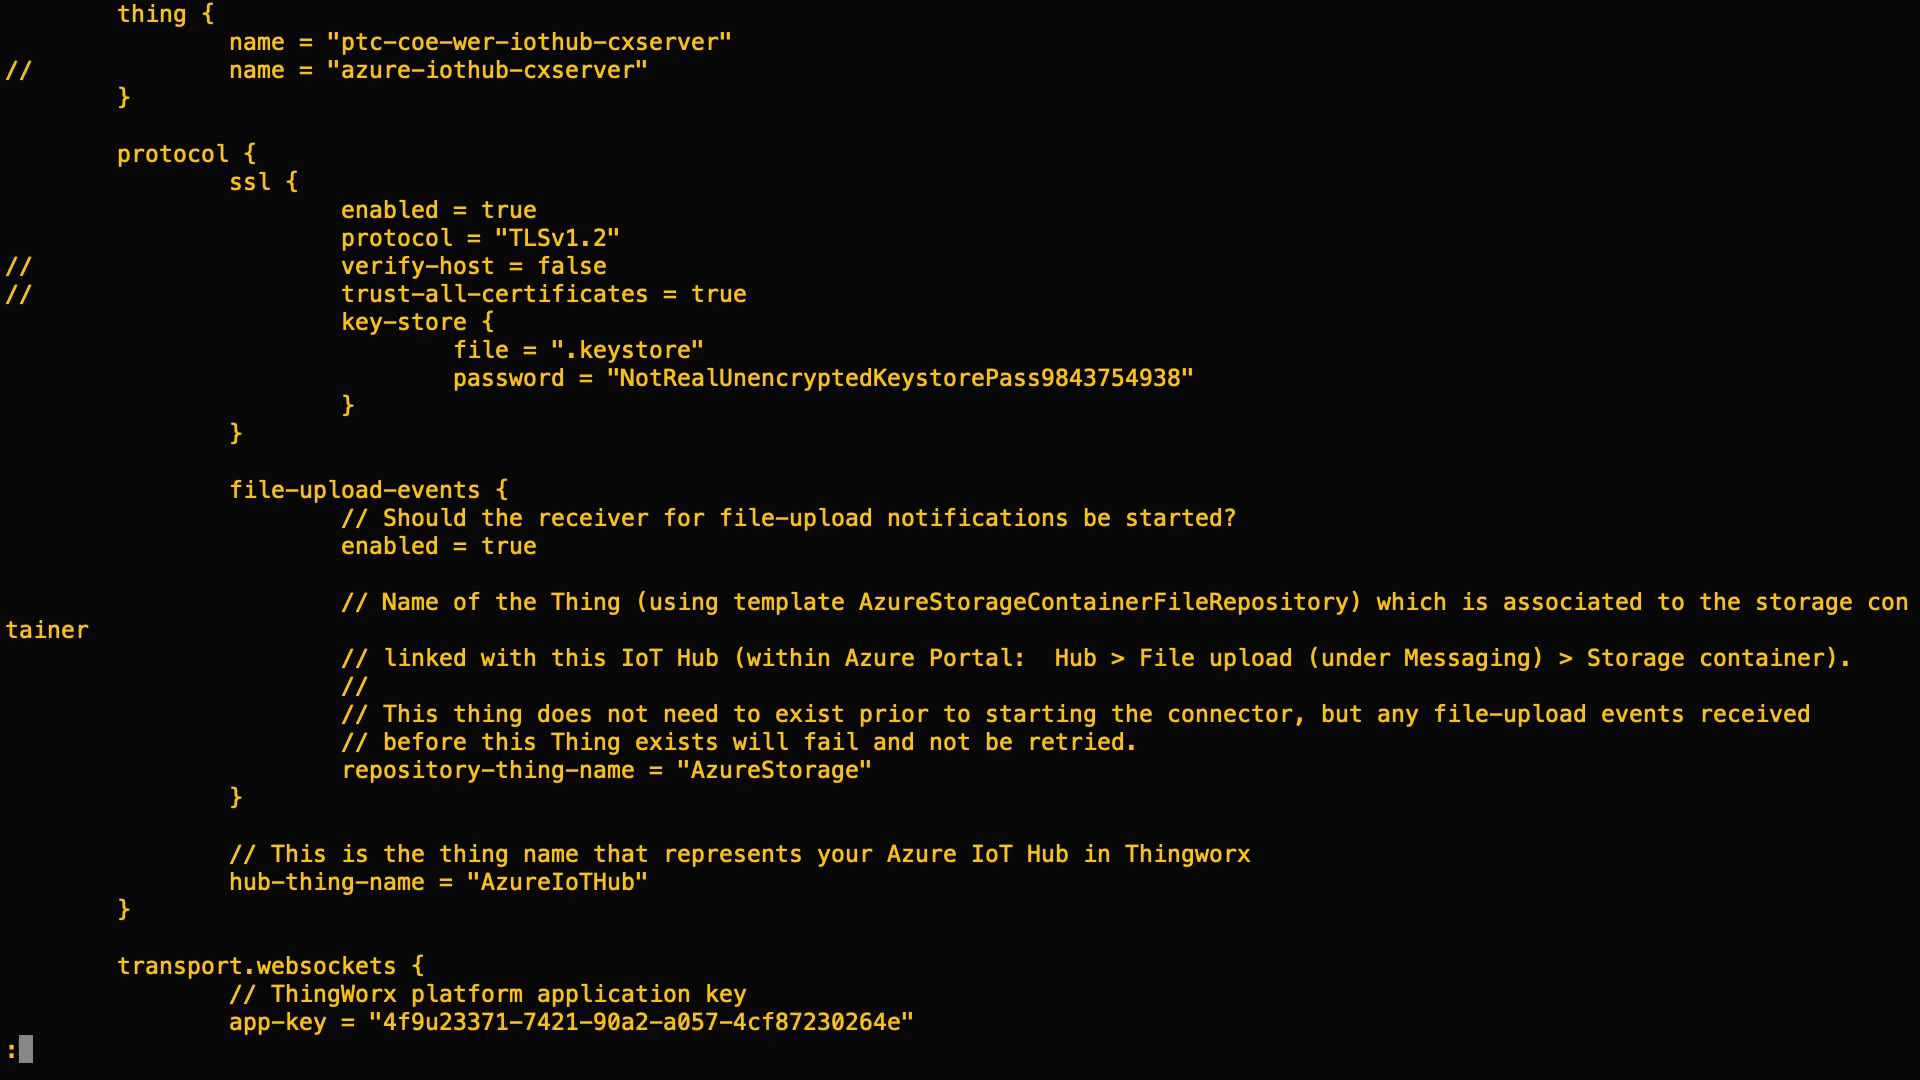 thing {
name = "ptc-coe-wer-iothub-cxserver"
// name = "azure-iothub-cxserver"
}
protocol {
ssl {
enabled = true
protocol = "TLSv1.2"
// verify-host = false
// trust-all-certificates = true
key-store {
file = ".keystore"
password = "NotRealUnencryptedKeystorePass9843754938"
}
}
file-upload-events {
// Should the receiver for file-upload notifications be started?
enabled = true
// Name of the Thing (using template AzureStorageContainerFileRepository) which is associated to the storage con
tainer
// linked with this IoT Hub (within Azure Portal:  Hub > File upload (under Messaging) > Storage container).
//
// This thing does not need to exist prior to starting the connector, but any file-upload events received
// before this Thing exists will fail and not be retried.
repository-thing-name = "AzureStorage"
}
// This is the thing name that represents your Azure IoT Hub in Thingworx
hub-thing-name = "AzureIoTHub"
}
transport.websockets {
// ThingWorx platform application key
app-key = "4f9u23371-7421-90a2-a057-4cf87230264e"
: